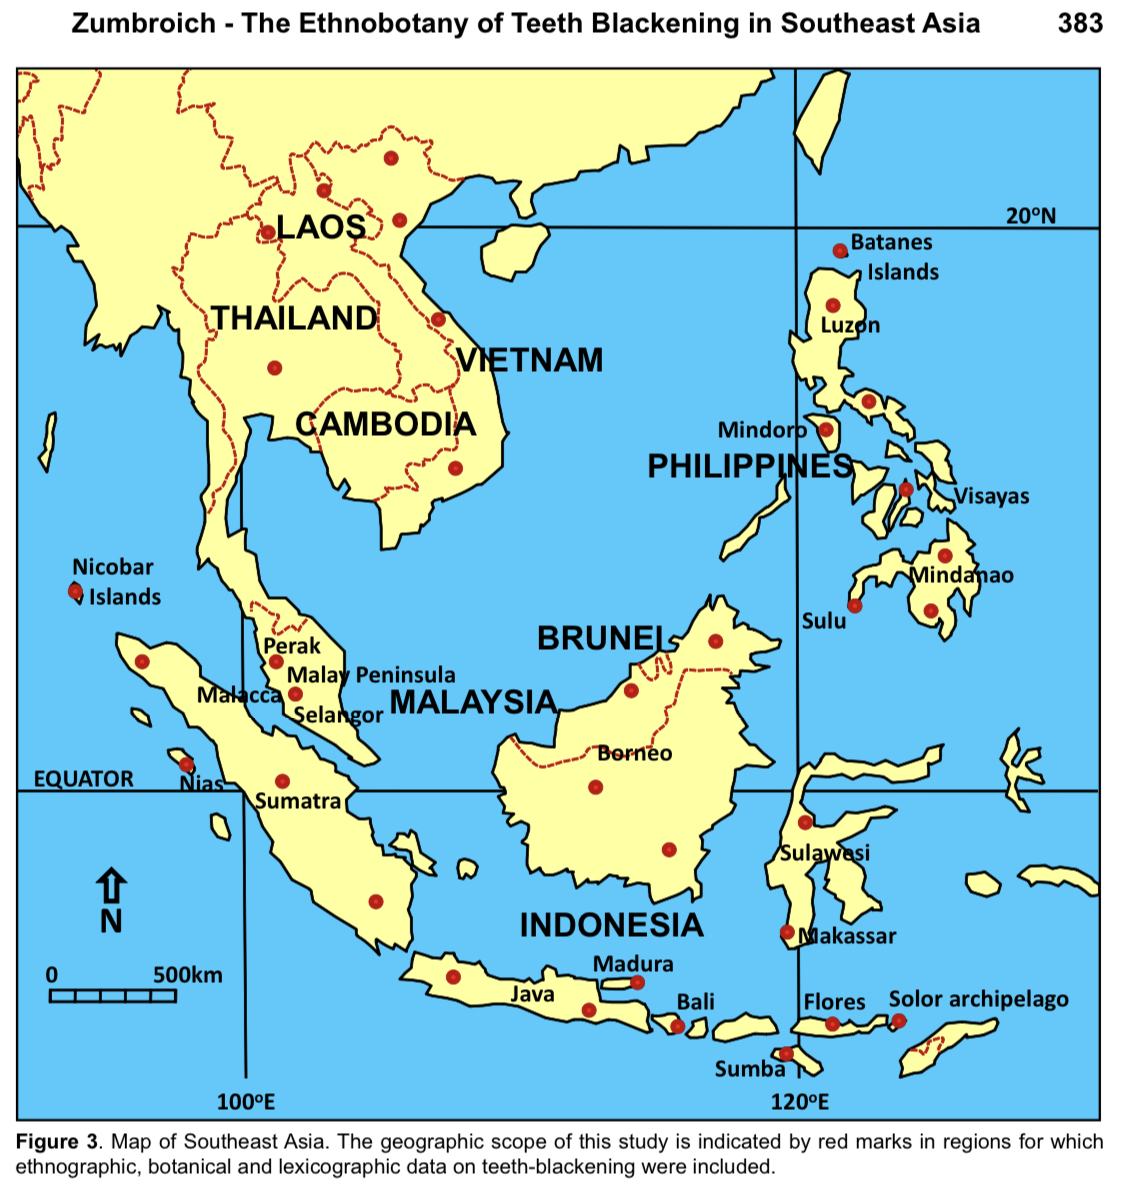 Zumbroich - The Ethnobotany of Teeth Blackening in Southeast Asia 383
20ºN
LAOS
Batanes
Islands
THAILAND
Luzon
VIETNAM
CAMBODIA
Mindoro
PHILIPPINES
Visayas
Nicobar
Islands
Mindanao
Sulu
BRUNEI
Perak
Malay Peninsula
Malacca
MALAYSIA
Selangor
Borneo
EQUATOR
Nias
Sumatra
Sulawesi
N
INDONESIA
Makassar
0 500km
Madura
Java
Bali
Flores
Solor archipelago
Sumba
100ºE
120ºE
Figure 3. Map of Southeast Asia. The geographic scope of this study is indicated by red marks in regions for which
ethnographic, botanical and lexicographic data on teeth-blackening were included.